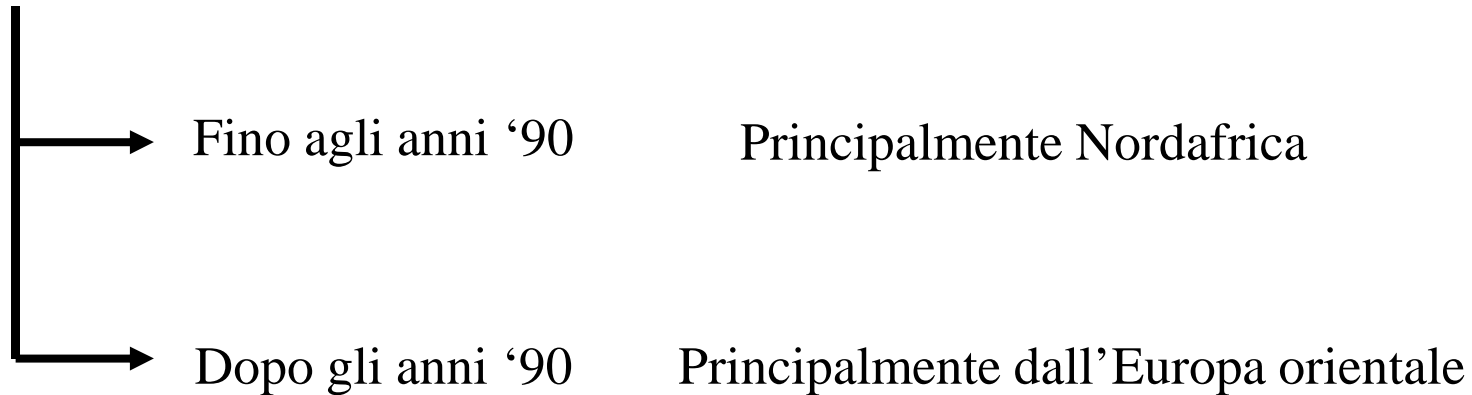 Fino agli anni ‘90 Principalmente Nordafrica
Dopo gli anni ‘90 Principalmente dall’Europa orientale